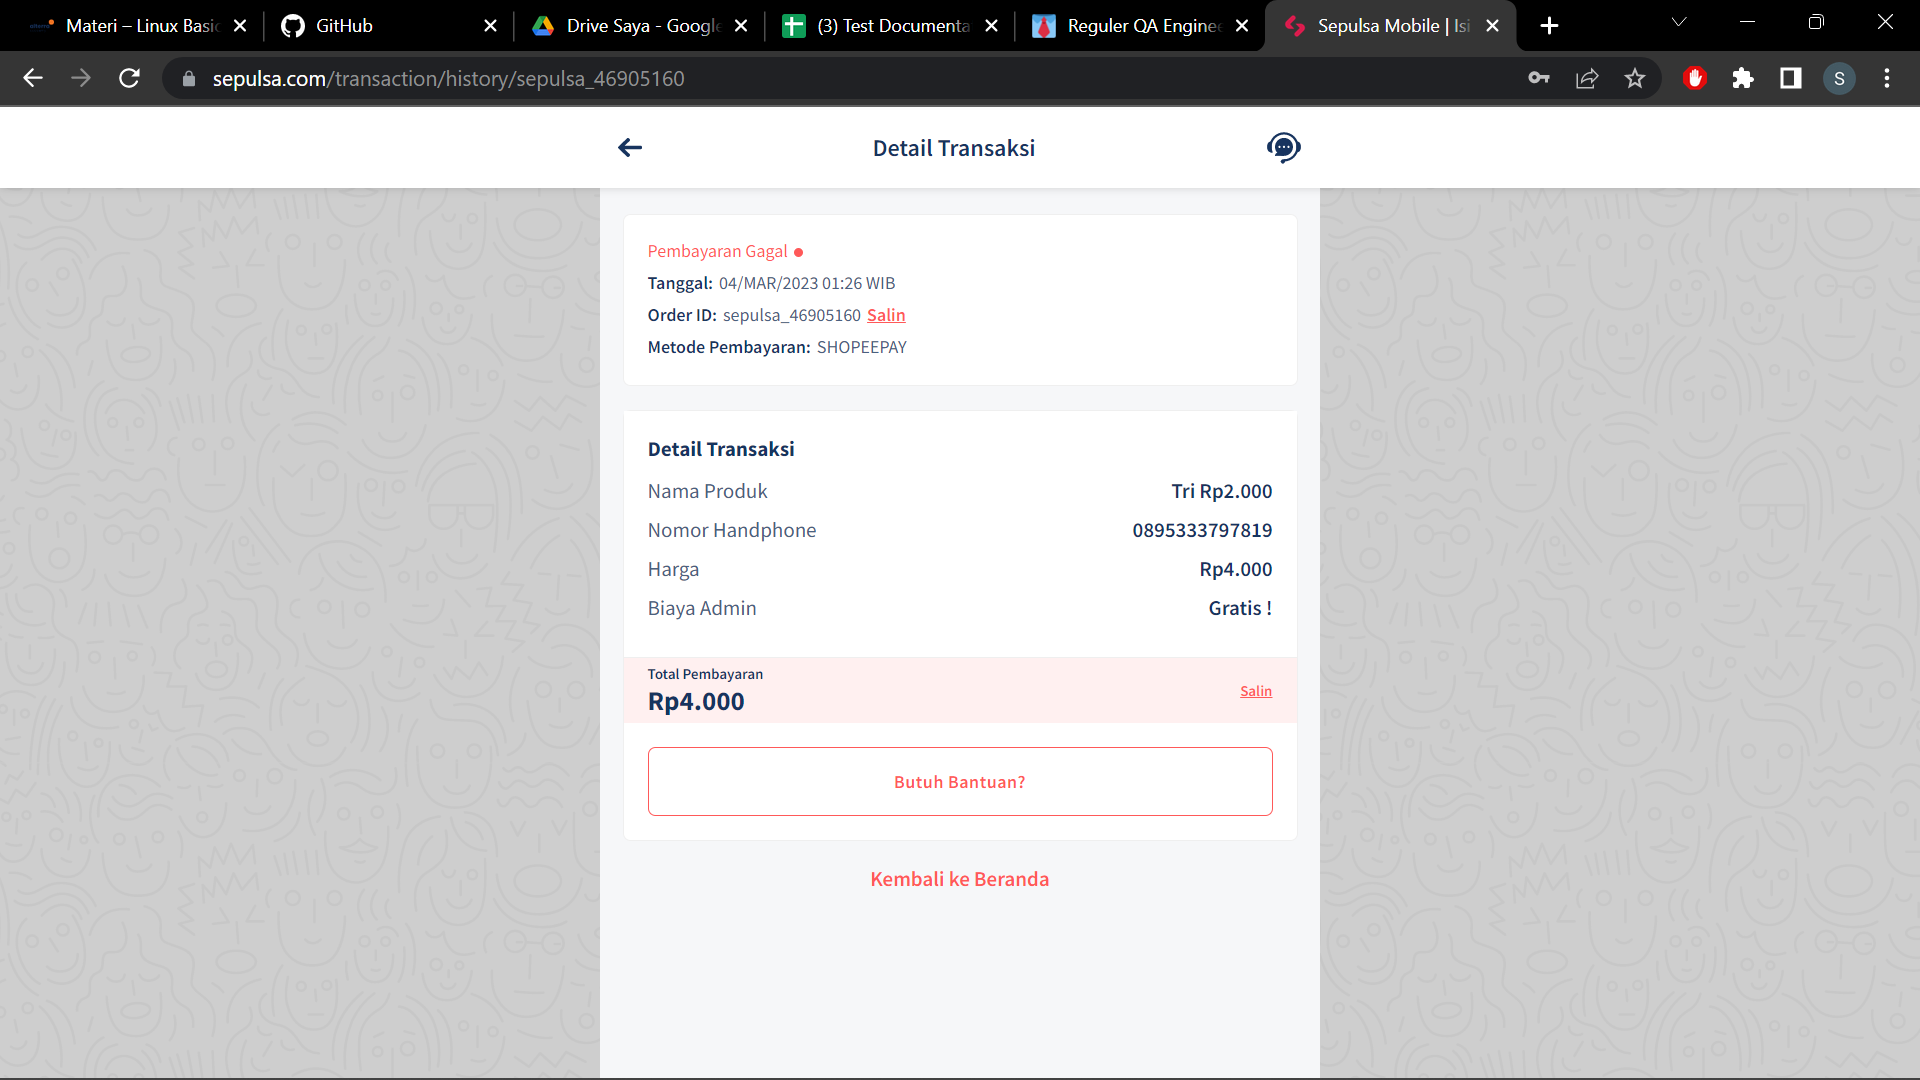 Materi – Linux Basic
GitHub
Drive Saya - Google
(3) Test Documenta
Reguler QA Enginee
Sepulsa Mobile | Isi
sepulsa.com/transaction/history/sepulsa_46905160
S
Detail Transaksi
Pembayaran Gagal
Tanggal: 04/MAR/2023 01:26 WIB
Order ID: sepulsa_46905160 Salin
Metode Pembayaran: SHOPEEPAY
Detail Transaksi
Nama Produk Tri Rp2.000
Nomor Handphone 0895333797819
Harga Rp4.000
Biaya Admin Gratis !
Total Pembayaran
Rp4.000 Salin
Butuh Bantuan?
Kembali ke Beranda